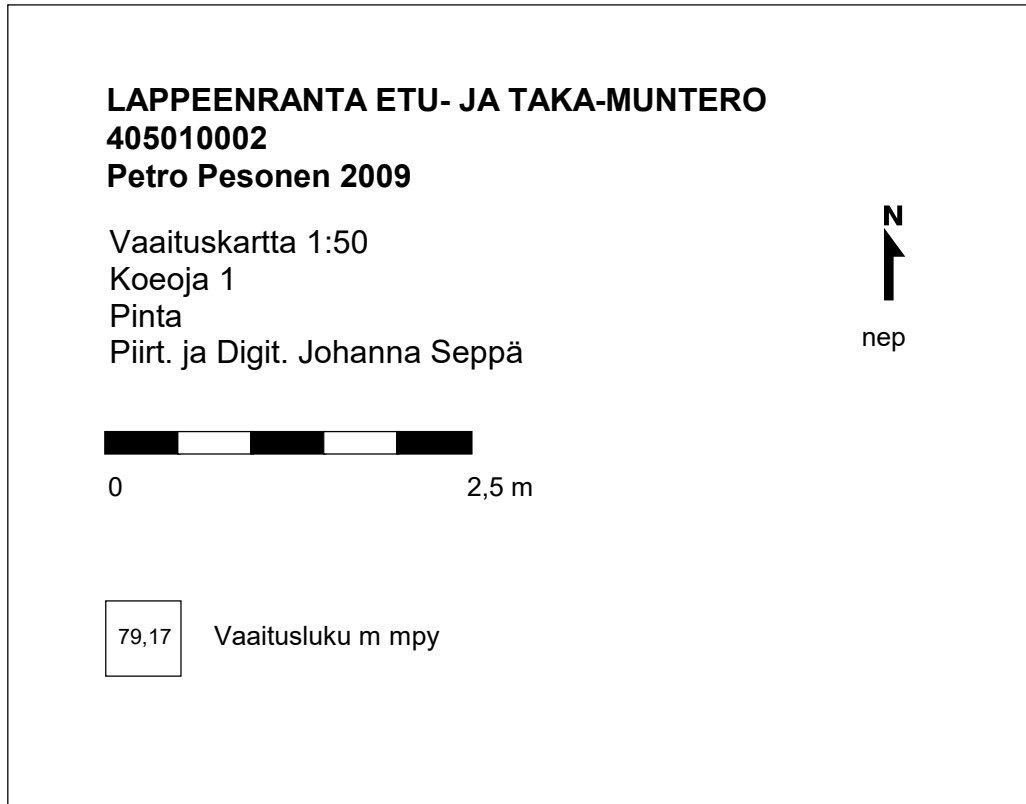 LAPPEENRANTA ETU- JA TAKA-MUNTERO
405010002
Petro Pesonen 2009
Vaaituskartta 1:50
Koeoja 1
Pinta
Piirt. ja Digit. Johanna Seppä
N
nep
0 2,5 m
79,17 Vaaitusluku m mpy